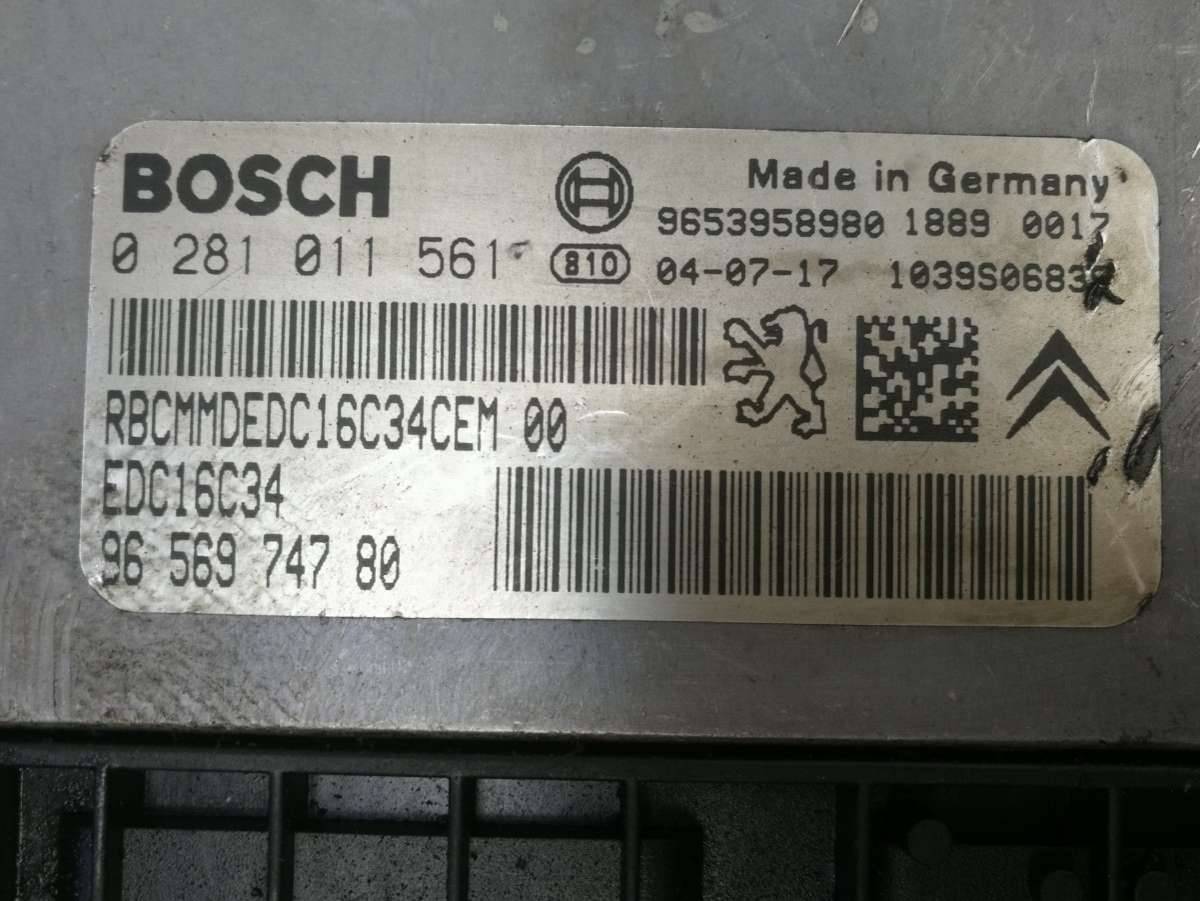 BOSCH
Made in Germany
9653958980 1889 0017
0 281 011 561 810 04-07-17
RBCMMDEDC16C34CEM 00
EDC16C34
96 569 747 80